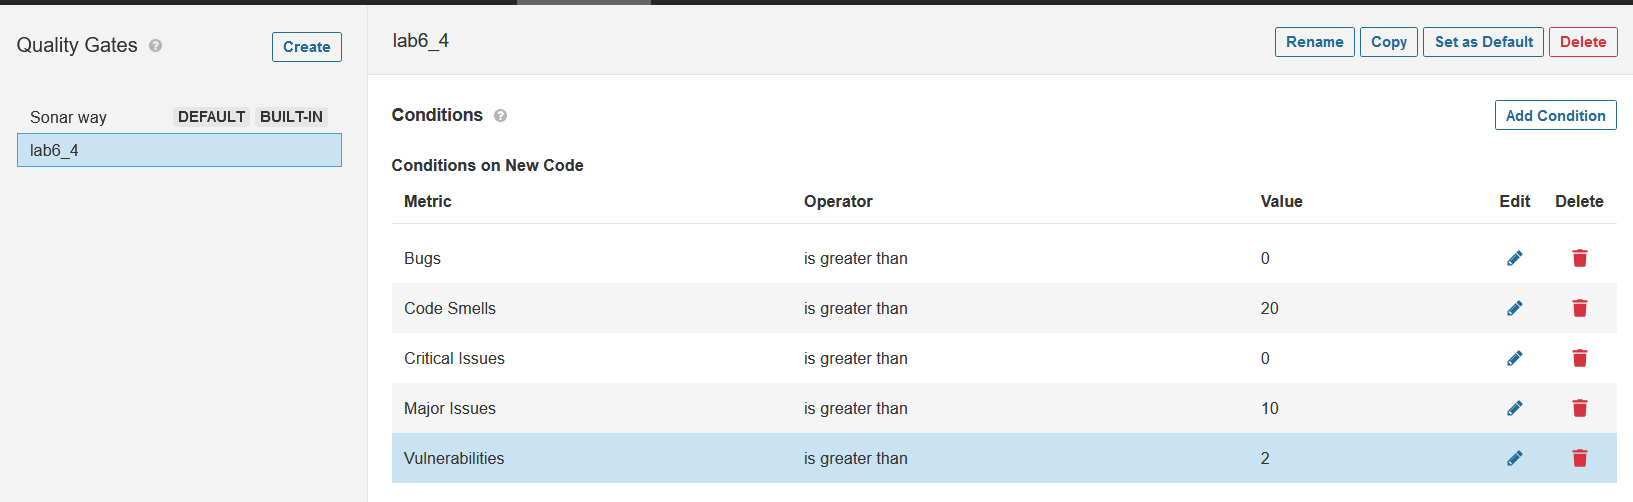 Quality Gates ?
Create
Sonar way DEFAULT BUILT-IN
lab6_4
lab6_4
Rename Copy Set as Default Delete
Conditions ?
Add Condition
Conditions on New Code
Metric Operator Value Edit Delete
Bugs is greater than 0
Code Smells is greater than 20
Critical Issues is greater than 0
Major Issues is greater than 10
Vulnerabilities is greater than 2